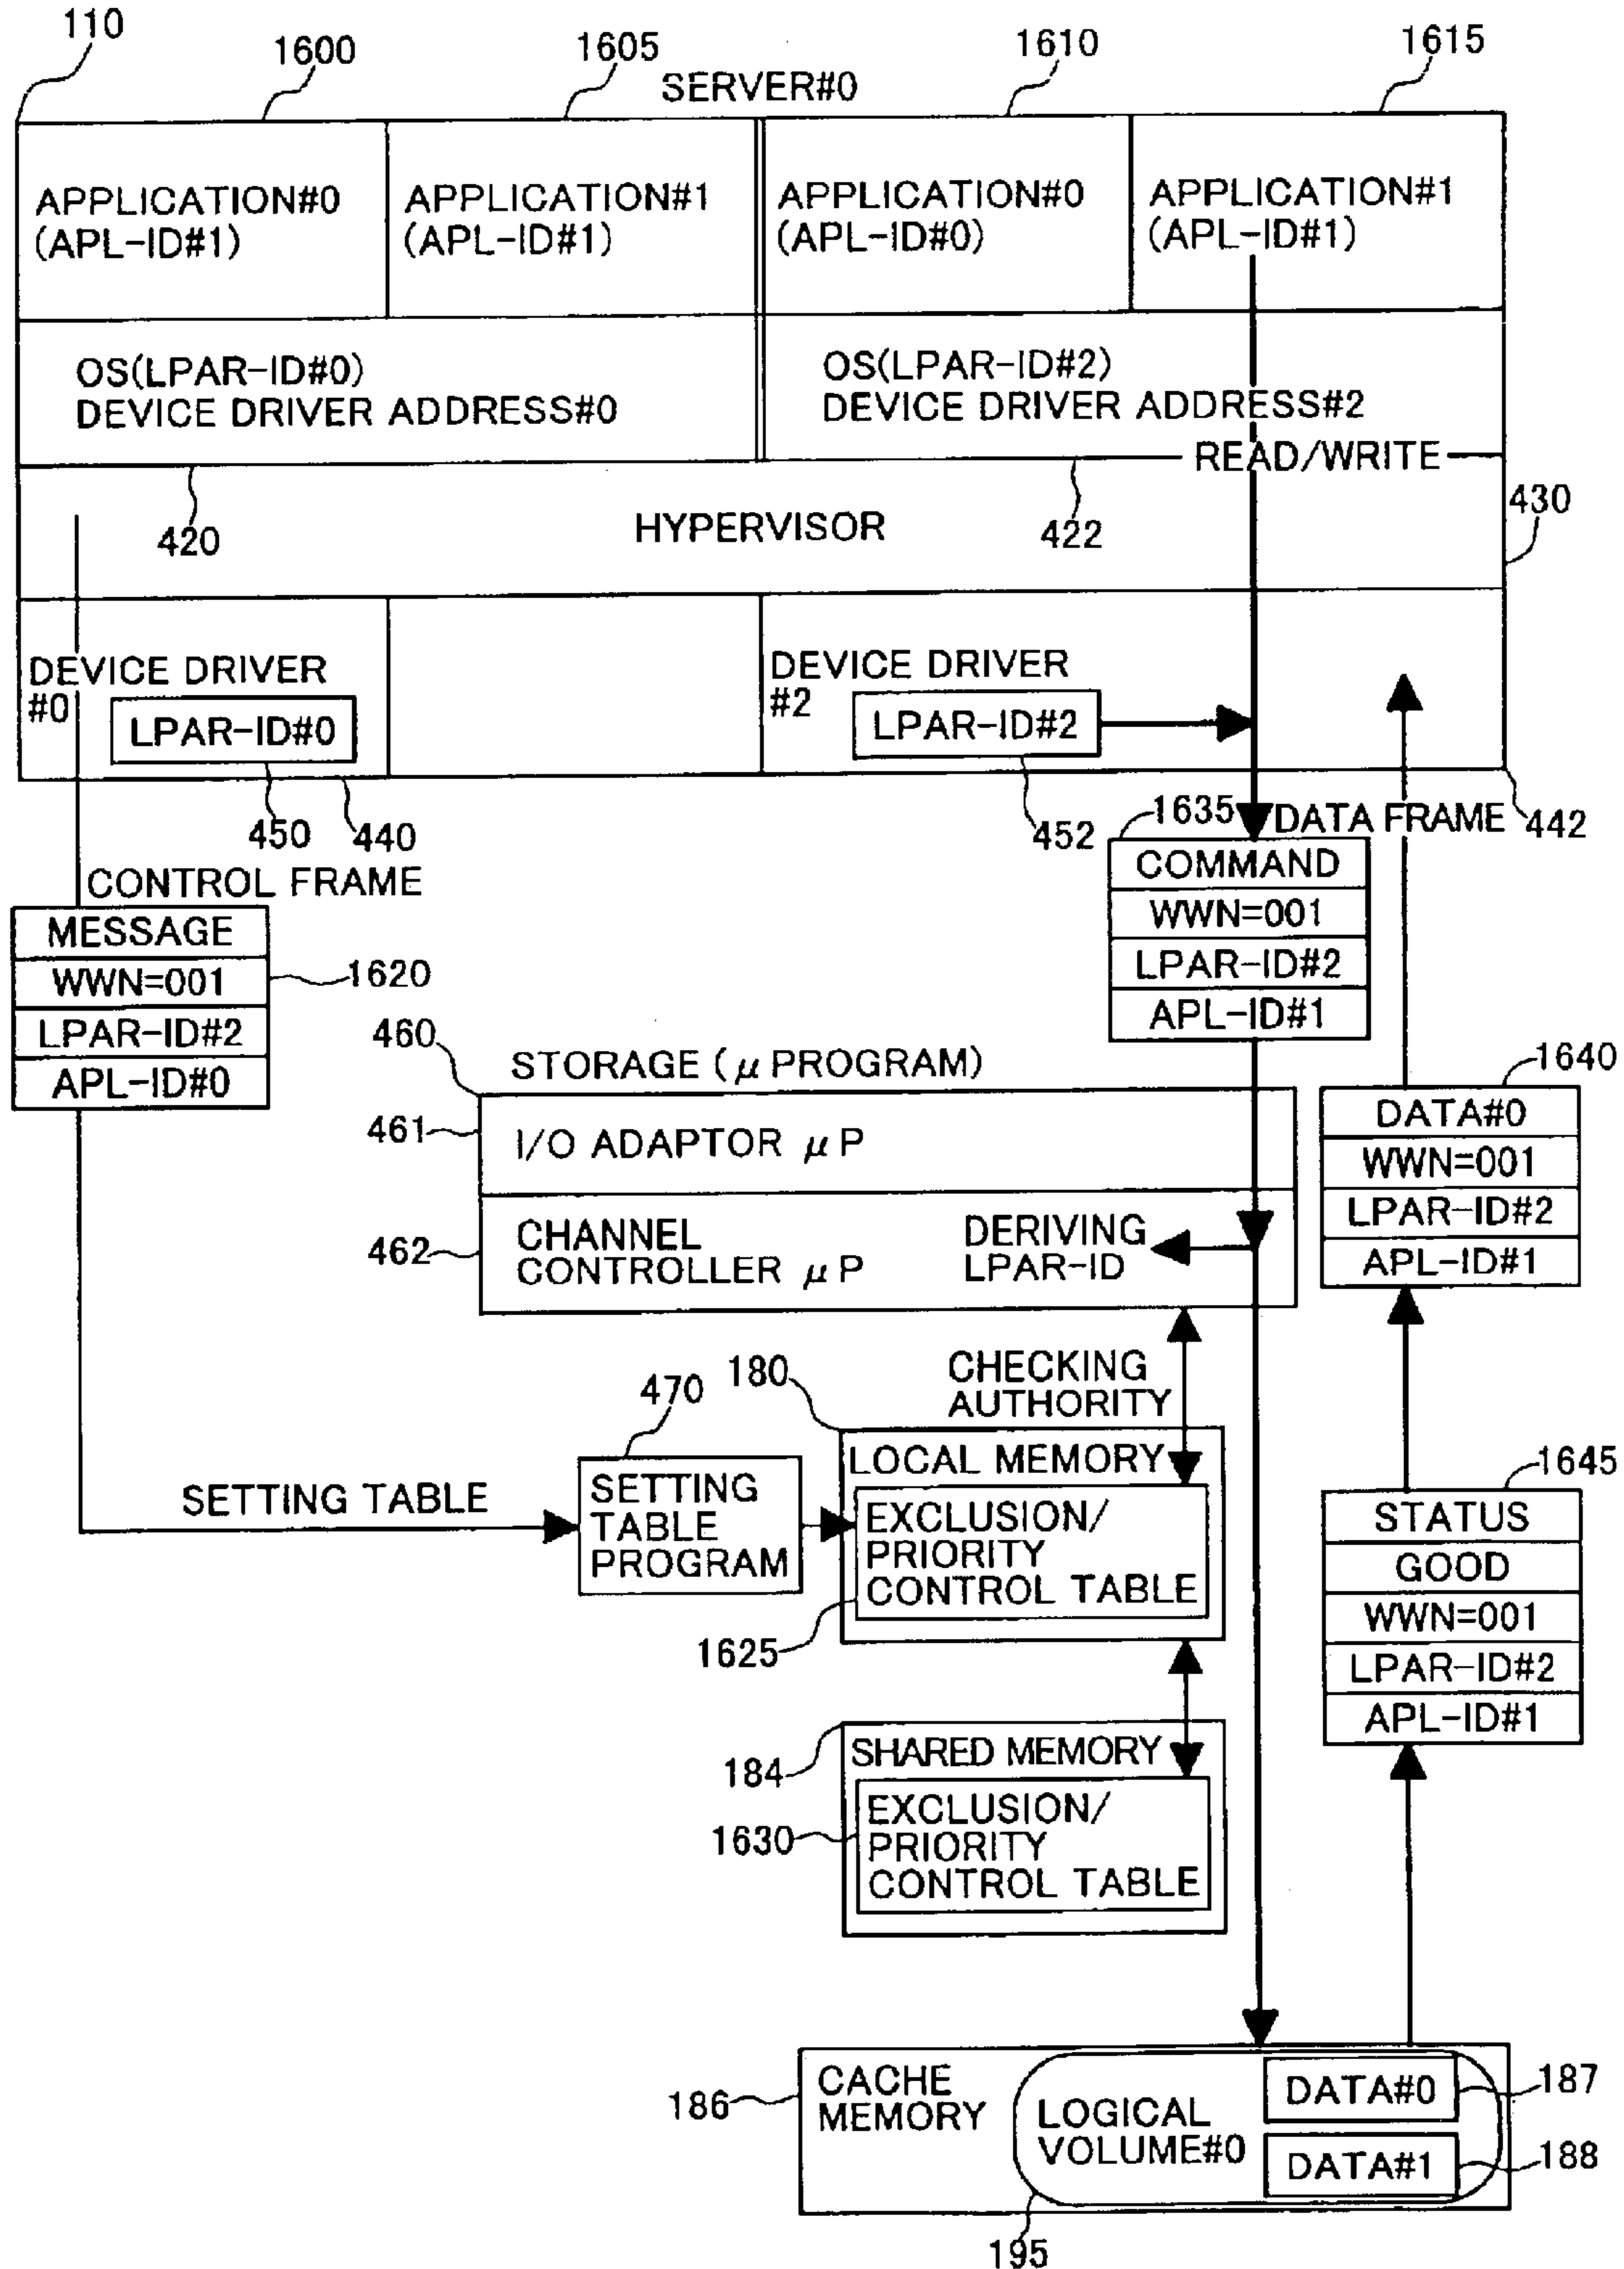 110
1600
1605
1610
1615
SERVER#0
APPLICATION#0
(APL-ID#1)
APPLICATION#1
(APL-ID#1)
APPLICATION#0
(APL-ID#0)
APPLICATION#1
(APL-ID#1)
OS(LPAR-ID#0)
DEVICE DRIVER ADDRESS#0
OS(LPAR-ID#2)
DEVICE DRIVER ADDRESS#2
READ/WRITE
420
HYPERVISOR
422
430
DEVICE DRIVER
#0
LPAR-ID#0
DEVICE DRIVER
#2
LPAR-ID#2
450
440
452
442
CONTROL FRAME
MESSAGE
WWN=001
LPAR-ID#2
APL-ID#0
1620
1635
DATA FRAME
COMMAND
WWN=001
LPAR-ID#2
APL-ID#1
460
STORAGE (μ PROGRAM)
461
I/O ADAPTOR μP
462
CHANNEL
CONTROLLER μP
DERIVING
LPAR-ID
1640
DATA#0
WWN=001
LPAR-ID#2
APL-ID#1
CHECKING
AUTHORITY
180
470
SETTING TABLE
SETTING
TABLE
PROGRAM
LOCAL MEMORY
EXCLUSION/
PRIORITY
CONTROL TABLE
1625
1645
STATUS
GOOD
WWN=001
LPAR-ID#2
APL-ID#1
184
SHARED MEMORY
1630
EXCLUSION/
PRIORITY
CONTROL TABLE
186
CACHE
MEMORY
LOGICAL
VOLUME#0
DATA#0
187
DATA#1
188
195